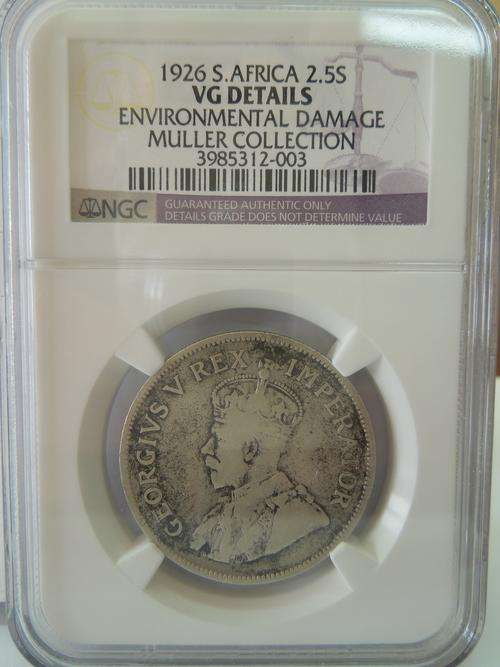 1926 S.AFRICA 2.5S
VG DETAILS
ENVIRONMENTAL DAMAGE
MULLER COLLECTION
3985312-003
NGC
GUARANTEED AUTHENTIC ONLY
DETAILS GRADE DOES NOT DETERMINE VALUE
GEORGIVS V REX IMPERATOR